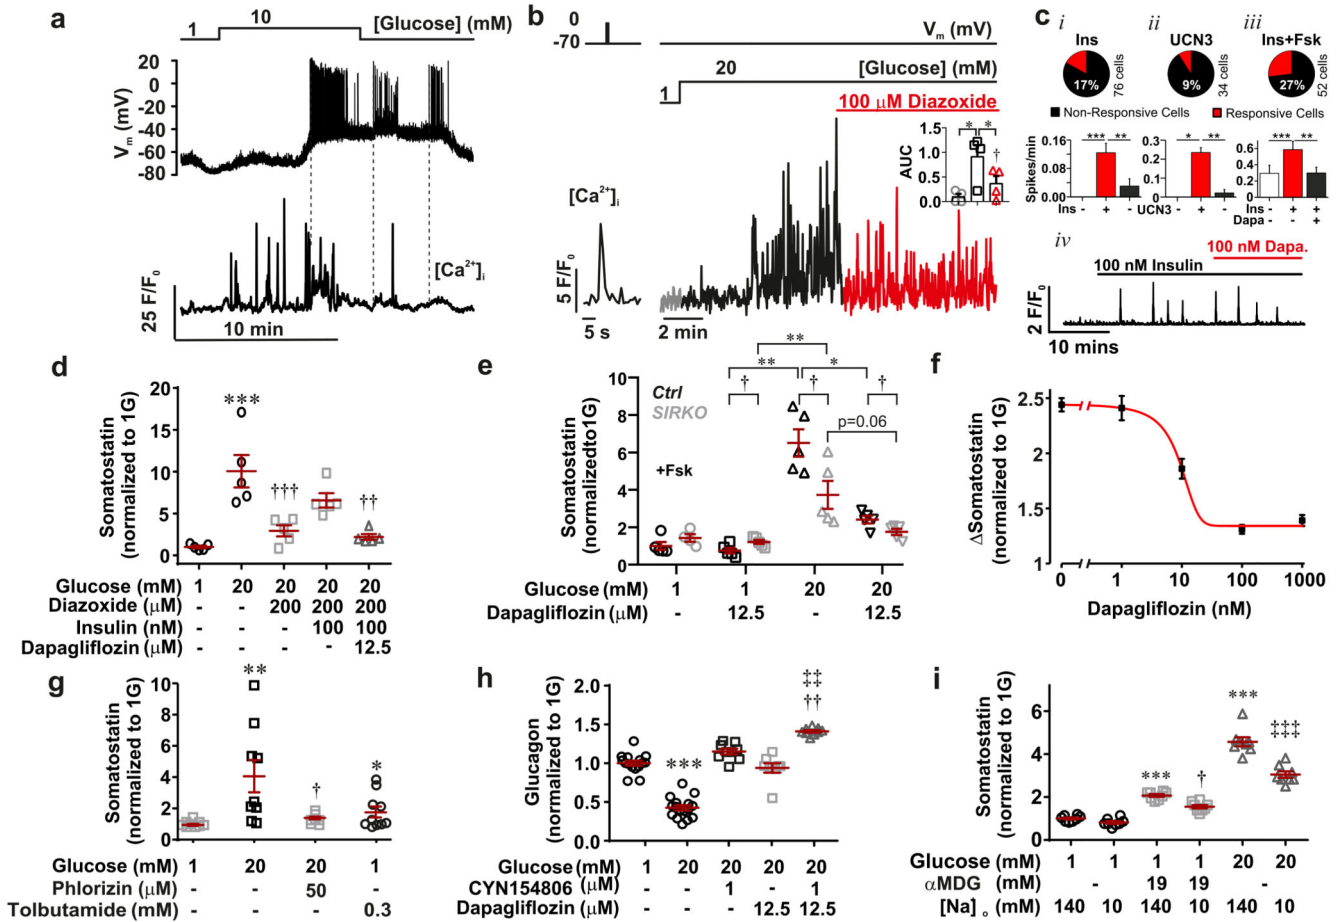 a
1
10
[Glucose] (mM)
Vm (mV)
20
0
-20
-40
-60
-80
25 F/F0
[Ca2+]i
10 min
b
0
-70
Vm (mV)
1
20
[Glucose] (mM)
100 μM Diazoxide
AUC
1.5
1.0
0.5
0.0
*
*
†
[Ca2+]i
5 F/F0
5 s
2 min
c
i
ii
iii
Ins
UCN3
Ins+Fsk
17%
76 cells
9%
34 cells
27%
52 cells
Non-Responsive Cells
Responsive Cells
Spikes/min
*** **
* **
*** **
0.16
0.08
0.00
0.3
0.2
0.1
0
0.6
0.4
0.2
0
Ins - + -
UCN3 - + -
Ins - + +
Dapa - - +
iv
100 nM Dapa.
100 nM Insulin
2 F/F0
10 mins
d
Somatostatin
(normalized to 1G)
20
15
10
5
0
***
†††
††
Glucose (mM) 1 20 20 20 20
Diazoxide (μM) - - 200 200 200
Insulin (nM) - - - 100 100
Dapagliflozin (μM) - - - - 12.5
e
Somatostatin
(normalizedto1G)
10
8
6
4
2
0
Ctrl
SIRKO
+Fsk
**
** *
† † †
p=0.06
Glucose (mM) 1 1 20 20
Dapagliflozin (μM) - 12.5 - 12.5
f
ΔSomatostatin
(normalized to 1G)
2.5
2
1.5
1
0 1 10 100 1000
Dapagliflozin (nM)
g
Somatostatin
(normalized to 1G)
10
8
6
4
2
0
**
†
*
Glucose (mM) 1 20 20 1
Phlorizin (μM) - - 50 -
Tolbutamide (mM) - - - 0.3
h
Glucagon
(normalized to 1G)
2.0
1.5
1.0
0.5
0.0
***
‡‡
‡‡
††
Glucose (mM) 1 20 20 20 20
CYN154806 (μM) - - 1 - 1
Dapagliflozin (μM) - - - 12.5 12.5
i
Somatostatin
(normalized to 1G)
6
4
2
0
***
†
***
‡‡‡
Glucose (mM) 1 1 1 1 20 20
αMDG (mM) - 19 19 -
[Na+]o (mM) 140 10 140 10 140 10